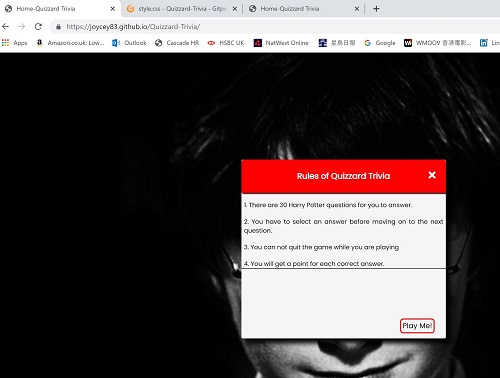 Home-Quizzard Trivia
style.css - Quizzard-Trivia - Gitp
Home-Quizzard Trivia
https://joycey83.github.io/Quizzard-Trivia/
Apps Amazon.co.uk: Low... Outlook Cascade HR HSBC UK NatWest Online 星島日報 Google WMOOV 香港電影... Lin
Rules of Quizzard Trivia
1. There are 30 Harry Potter questions for you to answer.
2. You have to select an answer before moving on to the next
question.
3. You can not quit the game while you are playing
4. You will get a point for each correct answer.
Play Me!